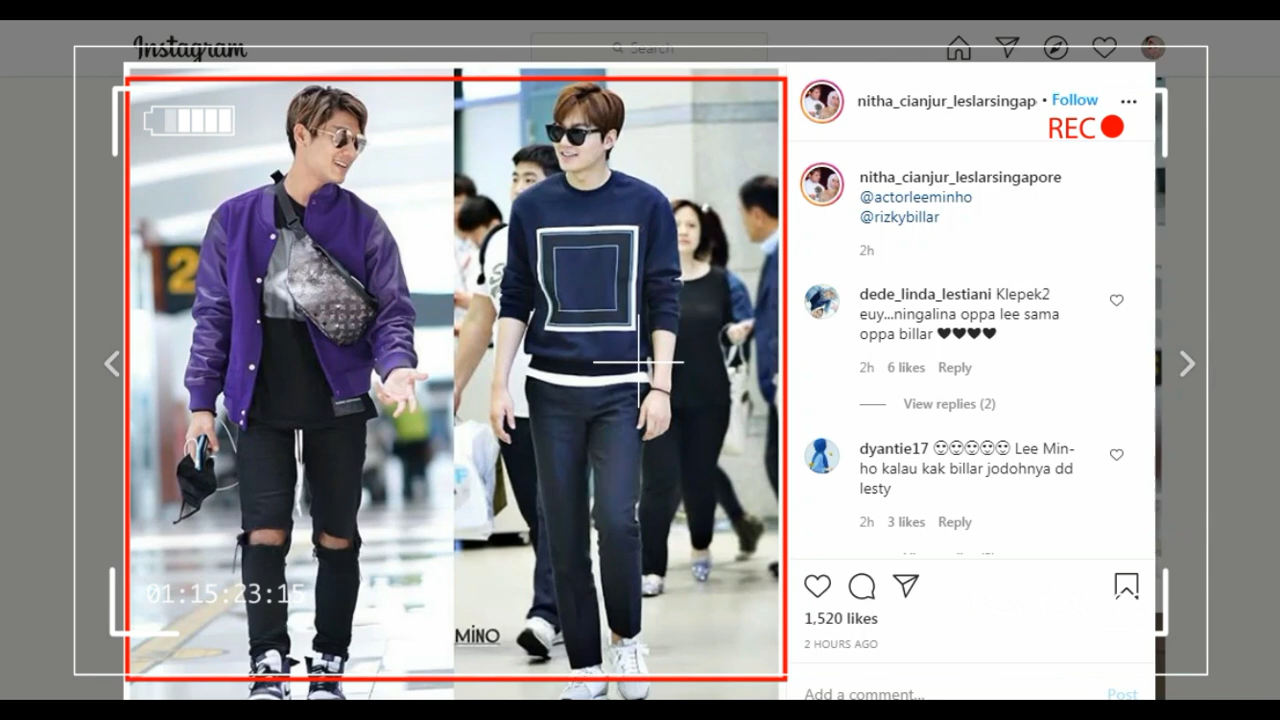 Instagram
Search
nitha_cianjur_leslarsingap • Follow
REC
nitha_cianjur_leslarsingapore
@actorleeminho
@rizkybillar
2h
dede_linda_lestiani Klepek2
euy...ningalina oppa lee sama
oppa billar ♥♥♥♥
2h 6 likes Reply
View replies (2)
dyantie17 😍😍😍😍😍 Lee Min-
ho kalau kak billar jodohnya dd
lesty
2h 3 likes Reply
1,520 likes
2 HOURS AGO
Add a comment... Post
2
01:15:23:15
MiNO